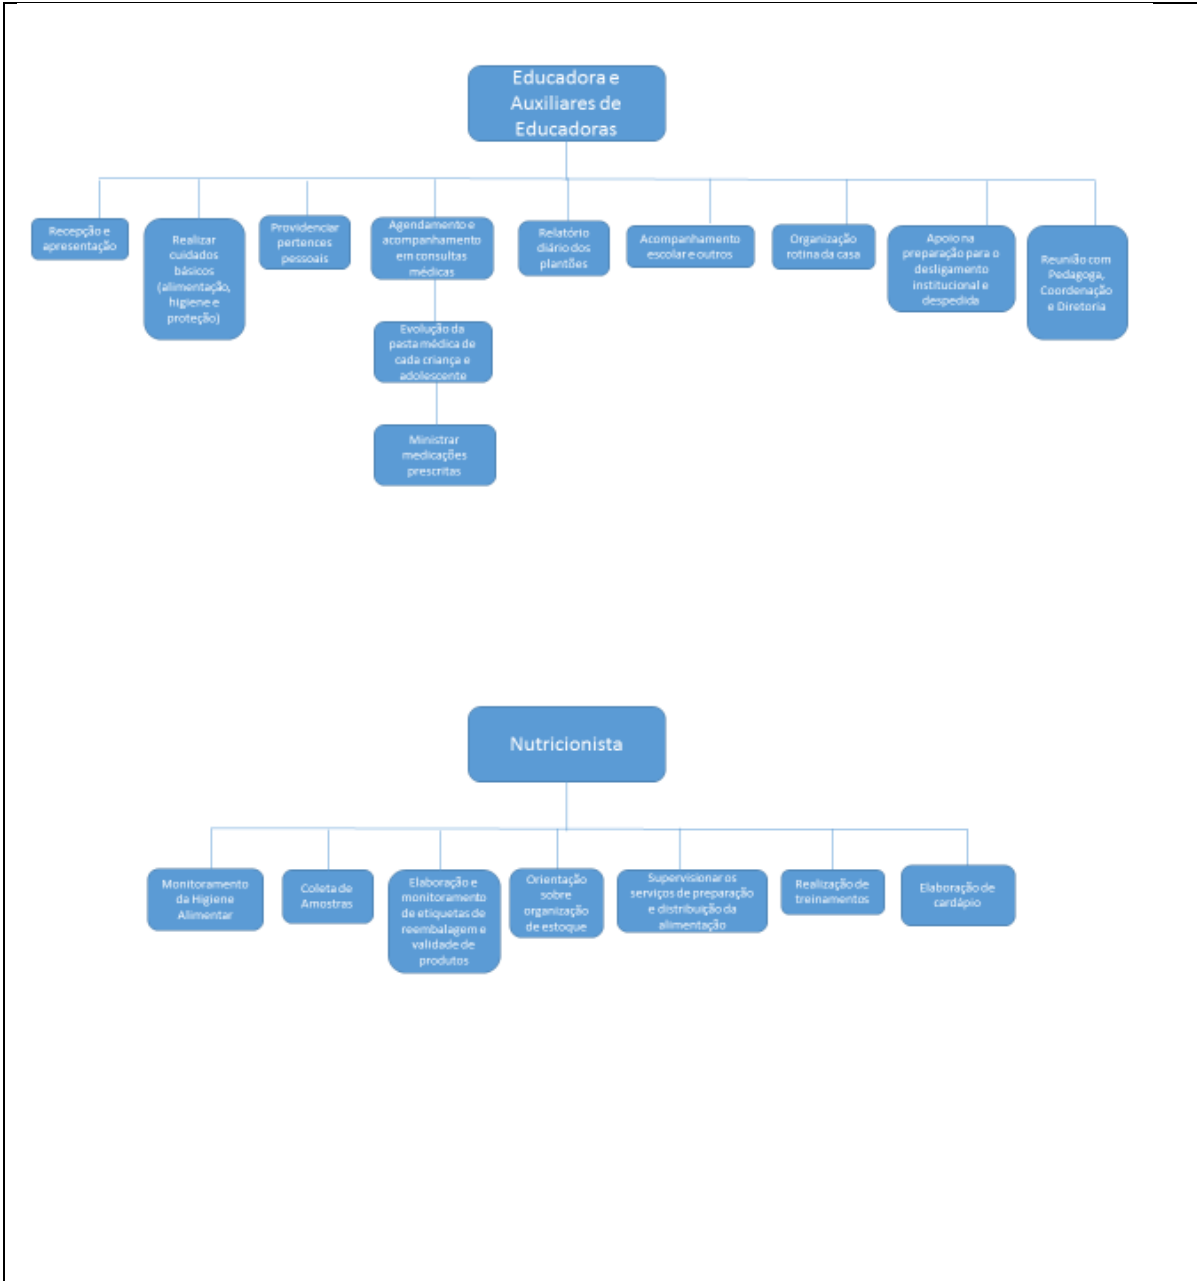 Educadora e
Auxiliares de
Educadoras
Recepção e
apresentação
Realizar
cuidados
básicos
(alimentação,
higiene e
proteção)
Providenciar
pertences
pessoais
Agendamento e
acompanhamento
em consultas
médicas
Evolução da
pasta médica de
cada criança e
adolescente
Ministrar
medicações
prescritas
Relatório
diário dos
plantões
Acompanhamento
escolar e outros
Organização
rotina da casa
Apoio na
preparação para o
desligamento
institucional e
despedida
Reunião com
Pedagoga,
Coordenação
e Diretoria
Nutricionista
Monitoramento
da Higiene
Alimentar
Coleta de
Amostras
Elaboração e
monitoramento
de etiquetas de
reembalagem e
validade de
produtos
Orientação
sobre
organização
de estoque
Supervisionar os
serviços de preparação
e distribuição da
alimentação
Realização de
treinamentos
Elaboração de
cardápio